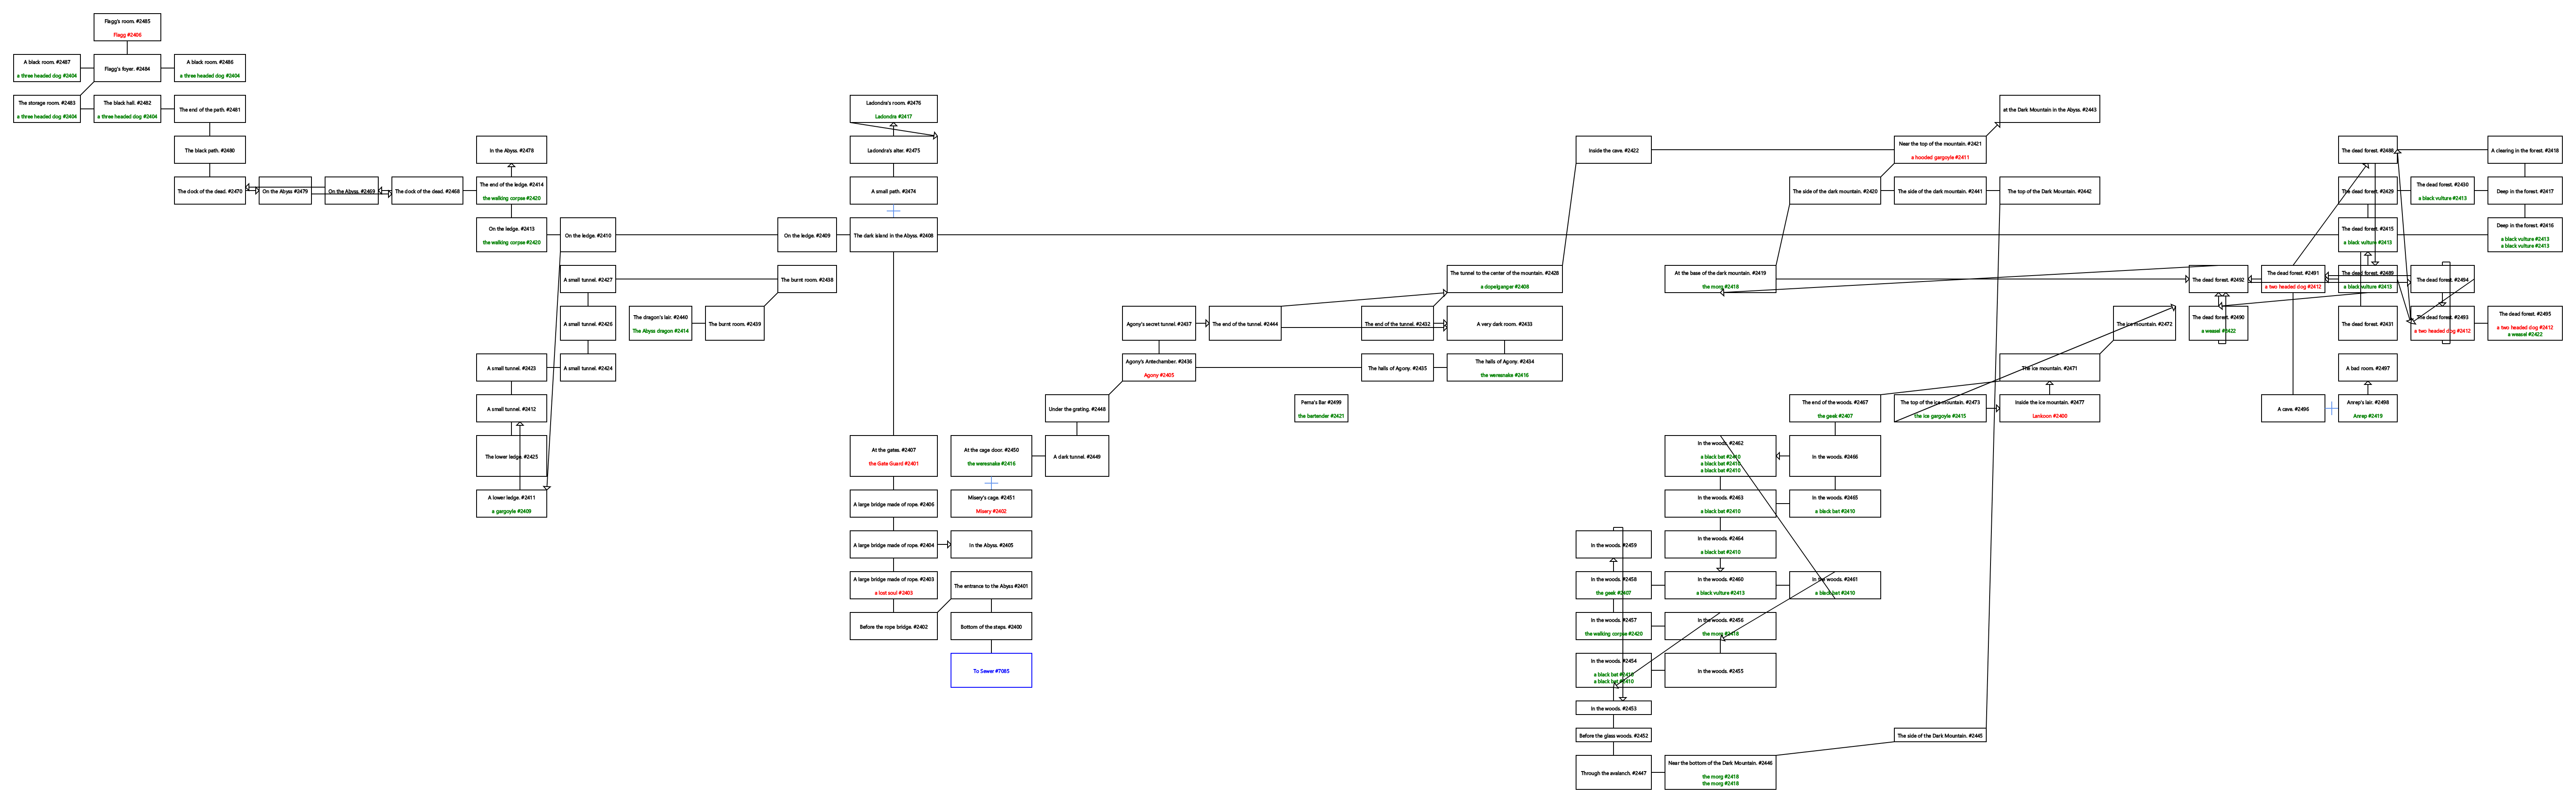 Flagg's room. #2485
Flagg #2406
A black room. #2487
a three headed dog #2404
Flagg's foyer. #2484
A black room. #2486
a three headed dog #2404
The storage room. #2483
a three headed dog #2404
The black hall. #2482
a three headed dog #2404
The end of the path. #2481
The black path. #2480
The dock of the dead. #2470
On the Abyss #2479
On the Abyss. #2469
The dock of the dead. #2468
In the Abyss. #2478
The end of the ledge. #2414
the walking corpse #2420
On the ledge. #2413
the walking corpse #2420
On the ledge. #2410
On the ledge. #2409
Ladondra's room. #2476
Ladondra #2417
Ladondra's alter. #2475
A small path. #2474
The dark island in the Abyss. #2408
A small tunnel. #2427
The burnt room. #2438
A small tunnel. #2426
The dragon's lair. #2440
The Abyss dragon #2414
The burnt room. #2439
A small tunnel. #2423
A small tunnel. #2424
A small tunnel. #2412
The lower ledge. #2425
A lower ledge. #2411
a gargoyle #2409
At the gates. #2407
the Gate Guard #2401
At the cage door. #2450
the weresnake #2416
A dark tunnel. #2449
Under the grating. #2448
A large bridge made of rope. #2406
Misery's cage. #2451
Misery #2402
A large bridge made of rope. #2404
In the Abyss. #2405
A large bridge made of rope. #2403
a lost soul #2403
The entrance to the Abyss #2401
Before the rope bridge. #2402
Bottom of the steps. #2400
To Sewer #7085
Agony's secret tunnel. #2437
The end of the tunnel. #2444
The end of the tunnel. #2432
A very dark room. #2433
Agony's Antechamber. #2436
Agony #2405
The halls of Agony. #2435
The halls of Agony. #2434
the weresnake #2416
Perna's Bar #2499
the bartender #2421
The tunnel to the center of the mountain. #2428
a dopelganger #2408
Inside the cave. #2422
Near the top of the mountain. #2421
a hooded gargoyle #2411
at the Dark Mountain in the Abyss. #2443
The side of the dark mountain. #2420
The side of the dark mountain. #2441
The top of the Dark Mountain. #2442
At the base of the dark mountain. #2419
the morg #2418
The ice mountain. #2472
The ice mountain. #2471
The end of the woods. #2467
the geek #2407
The top of the ice mountain. #2473
the ice gargoyle #2415
Inside the ice mountain. #2477
Lankoon #2400
In the woods. #2462
a black bat #2410
a black bat #2410
a black bat #2410
In the woods. #2466
In the woods. #2463
a black bat #2410
In the woods. #2465
a black bat #2410
In the woods. #2459
In the woods. #2464
a black bat #2410
In the woods. #2458
the geek #2407
In the woods. #2460
a black vulture #2413
In the woods. #2461
a black bat #2410
In the woods. #2457
the walking corpse #2420
In the woods. #2456
the morg #2418
In the woods. #2454
a black bat #2410
a black bat #2410
In the woods. #2455
In the woods. #2453
Before the glass woods. #2452
The side of the Dark Mountain. #2445
Through the avalanch. #2447
Near the bottom of the Dark Mountain. #2446
the morg #2418
the morg #2418
The dead forest. #2488
A clearing in the forest. #2418
The dead forest. #2429
The dead forest. #2430
a black vulture #2413
Deep in the forest. #2417
The dead forest. #2415
a black vulture #2413
Deep in the forest. #2416
a black vulture #2413
a black vulture #2413
The dead forest. #2492
The dead forest. #2491
a two headed dog #2412
The dead forest. #2489
a black vulture #2413
The dead forest. #2494
The dead forest. #2490
a weasel #2422
The dead forest. #2431
The dead forest. #2493
a two headed dog #2412
The dead forest. #2495
a two headed dog #2412
a weasel #2422
A bad room. #2497
A cave. #2496
Anrep's lair. #2498
Anrep #2419